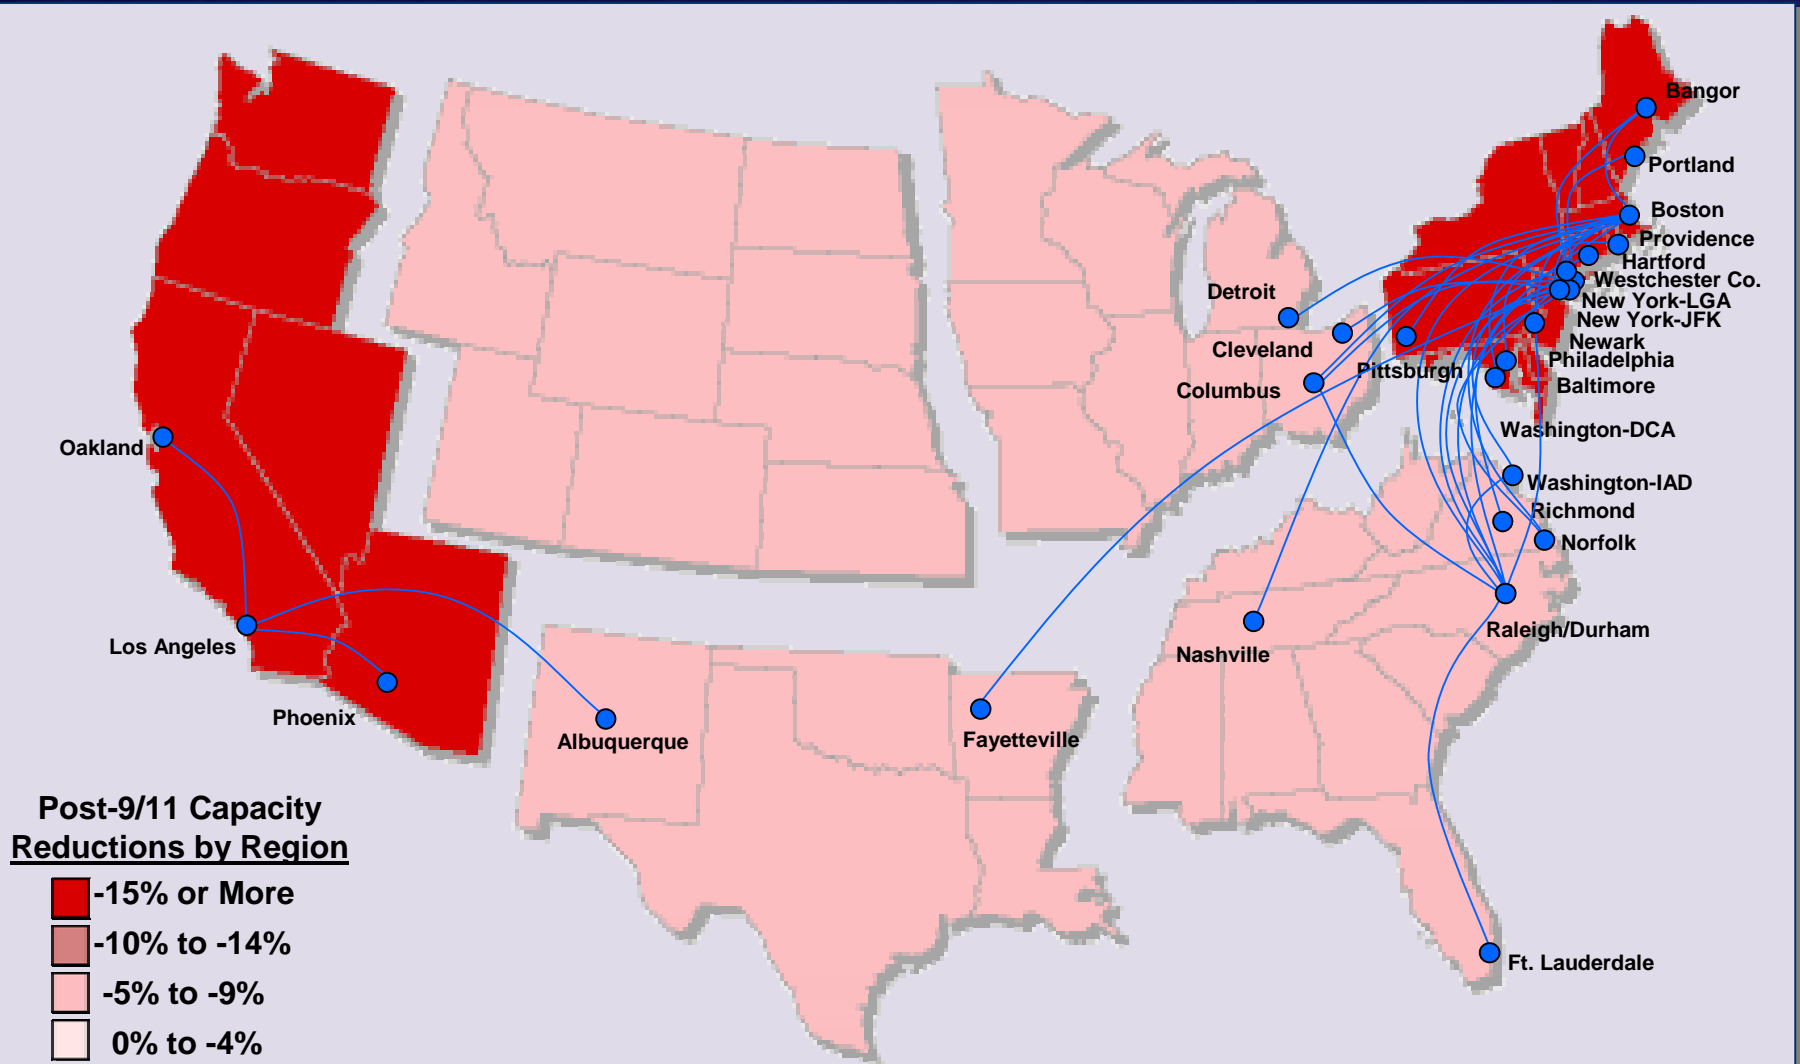 Bangor
Portland
Boston
Providence
Hartford
Westchester Co.
New York-LGA
New York-JFK
Newark
Philadelphia
Baltimore
Washington-DCA
Washington-IAD
Richmond
Norfolk
Raleigh/Durham
Detroit
Cleveland
Pittsburgh
Columbus
Nashville
Fayetteville
Ft. Lauderdale
Oakland
Los Angeles
Phoenix
Albuquerque
Post-9/11 Capacity
Reductions by Region
-15% or More
-10% to -14%
-5% to -9%
0% to -4%